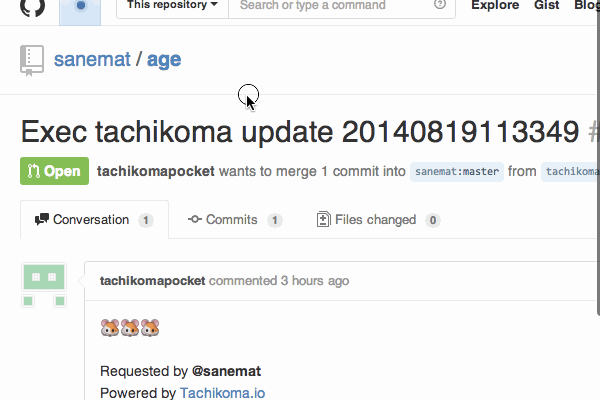 This repository Search or type a command Explore Gist Blog
sanemat / age
Exec tachikoma update 20140819113349 #
Open tachikomapocket wants to merge 1 commit into sanemat:master from tachikoma
Conversation 1 Commits 1 Files changed 0
tachikomapocket commented 3 hours ago
🐹🐹🐹
Requested by @sanemat
Powered by Tachikoma.io